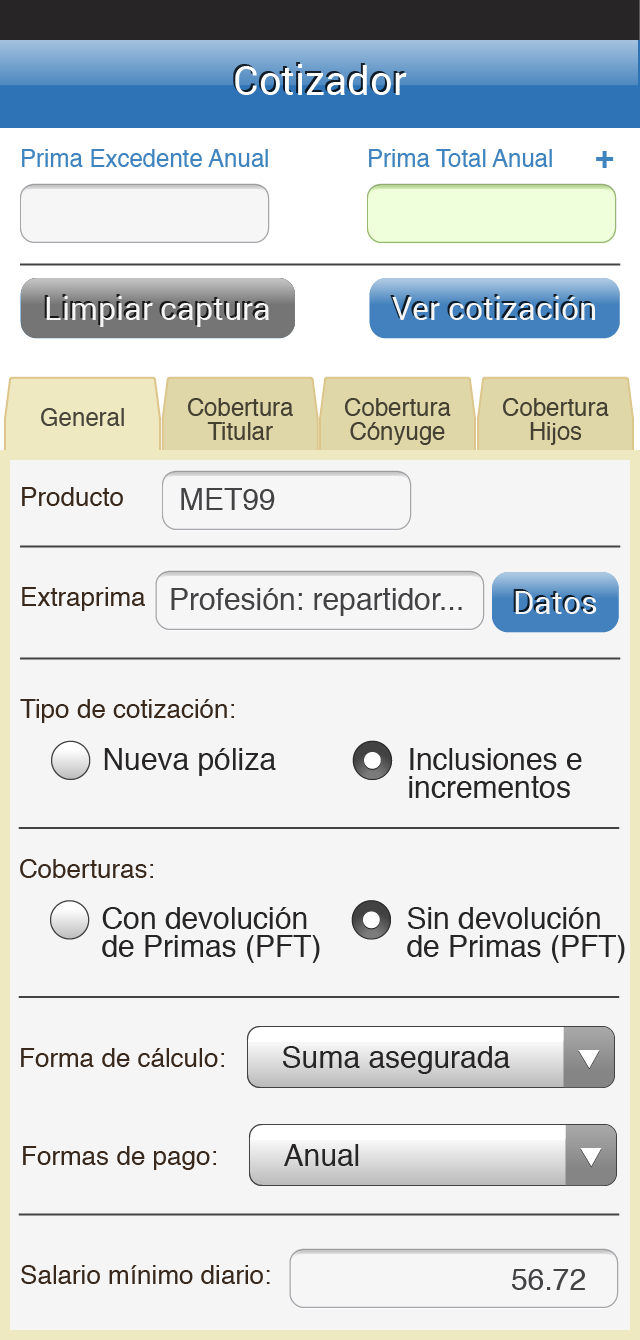 Cotizador
Prima Excedente Anual
Prima Total Anual +
Limpiar captura
Ver cotización
General
Cobertura
Titular
Cobertura
Cónyuge
Cobertura
Hijos
Producto
MET99
Extraprima
Profesión: repartidor...
Datos
Tipo de cotización:
Nueva póliza
Inclusiones e
incrementos
Coberturas:
Con devolución
de Primas (PFT)
Sin devolución
de Primas (PFT)
Forma de cálculo:
Suma asegurada
Formas de pago:
Anual
Salario mínimo diario:
56.72